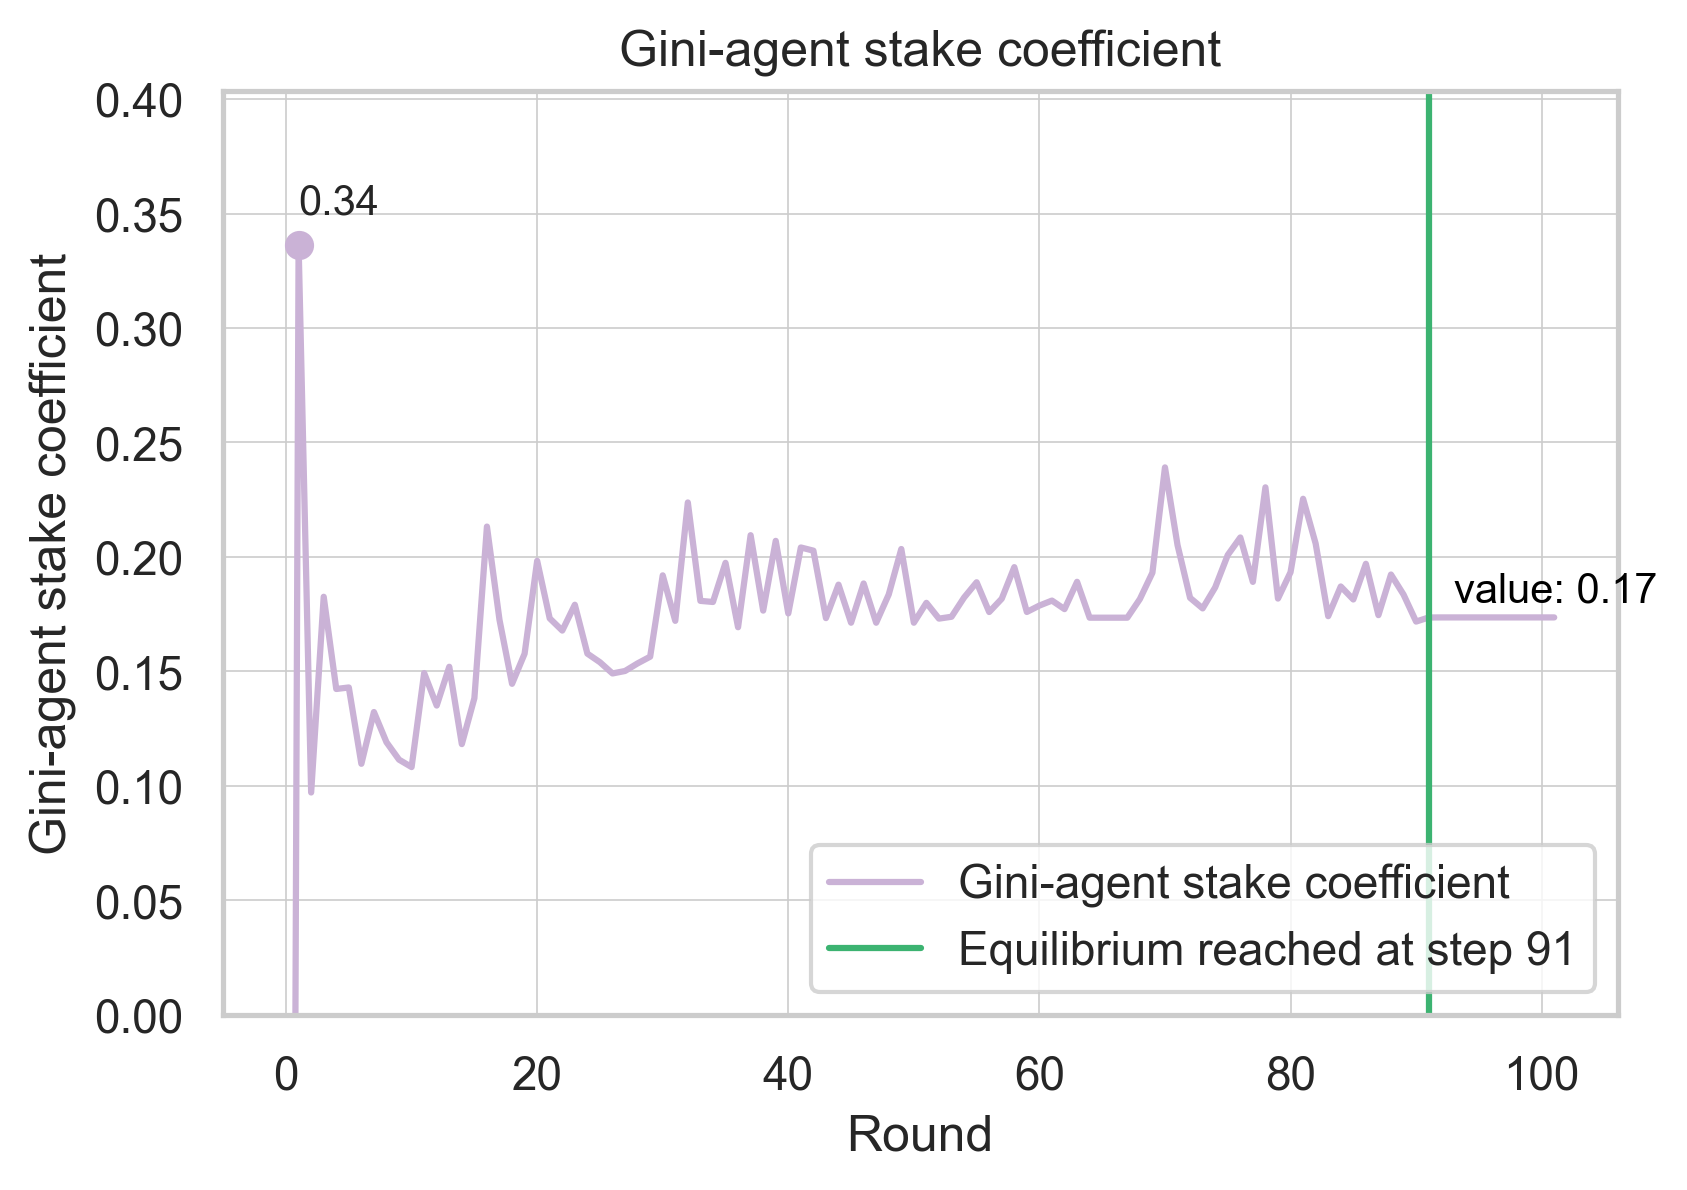 Gini-agent stake coefficient
Gini-agent stake coefficient
0.40
0.35
0.30
0.25
0.20
0.15
0.10
0.05
0.00
0.34
value: 0.17
Gini-agent stake coefficient
Equilibrium reached at step 91
0
20
40
60
80
100
Round